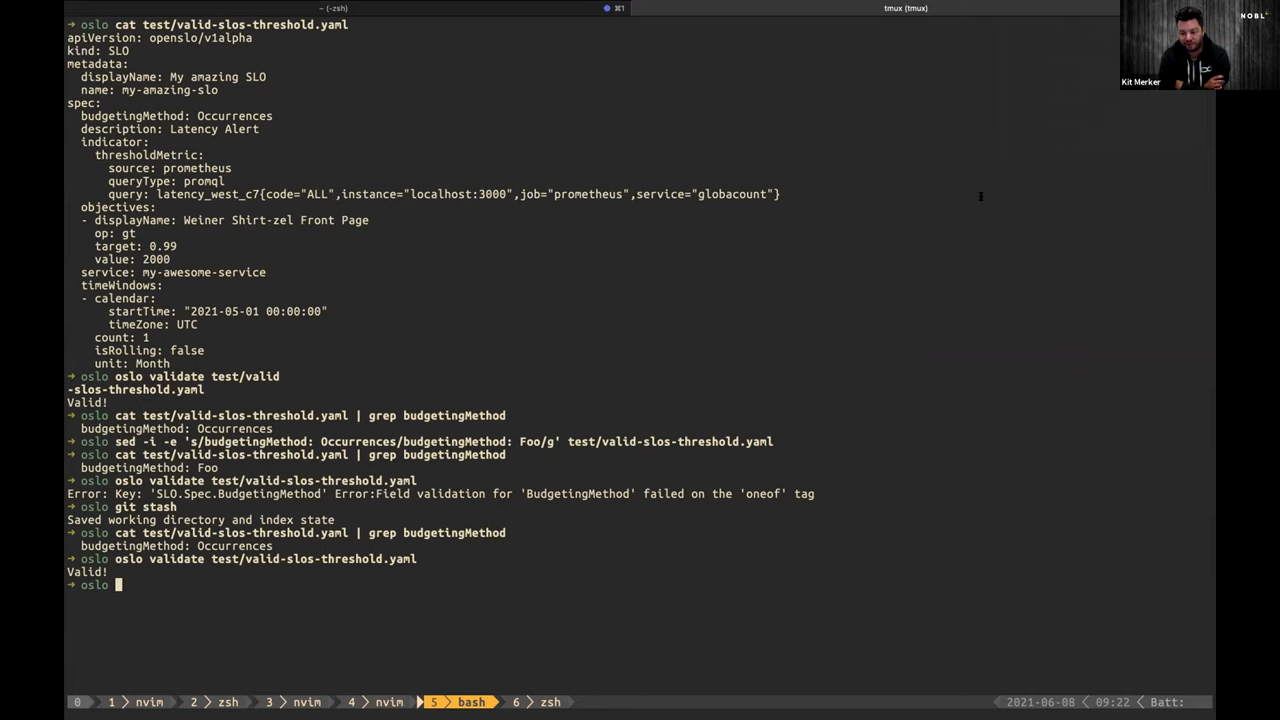 ~ (-zsh)
⌘1
tmux (tmux)
NOBL
Kit Merker
➜ oslo cat test/valid-slos-threshold.yaml
apiVersion: openslo/v1alpha
kind: SLO
metadata:
  displayName: My amazing SLO
  name: my-amazing-slo
spec:
  budgetingMethod: Occurrences
  description: Latency Alert
  indicator:
    thresholdMetric:
      source: prometheus
      queryType: promql
      query: latency_west_c7{code="ALL",instance="localhost:3000",job="prometheus",service="globacount"}
  objectives:
  - displayName: Weiner Shirt-zel Front Page
    op: gt
    target: 0.99
    value: 2000
  service: my-awesome-service
  timeWindows:
  - calendar:
      startTime: "2021-05-01 00:00:00"
      timeZone: UTC
    count: 1
    isRolling: false
    unit: Month
➜ oslo oslo validate test/valid
-slos-threshold.yaml
Valid!
➜ oslo cat test/valid-slos-threshold.yaml | grep budgetingMethod
  budgetingMethod: Occurrences
➜ oslo sed -i -e 's/budgetingMethod: Occurrences/budgetingMethod: Foo/g' test/valid-slos-threshold.yaml
➜ oslo cat test/valid-slos-threshold.yaml | grep budgetingMethod
  budgetingMethod: Foo
➜ oslo oslo validate test/valid-slos-threshold.yaml
Error: Key: 'SLO.Spec.BudgetingMethod' Error:Field validation for 'BudgetingMethod' failed on the 'oneof' tag
➜ oslo git stash
Saved working directory and index state
➜ oslo cat test/valid-slos-threshold.yaml | grep budgetingMethod
  budgetingMethod: Occurrences
➜ oslo oslo validate test/valid-slos-threshold.yaml
Valid!
➜ oslo
0 1 nvim 2 zsh 3 nvim 4 nvim 5 bash 6 zsh 2021-06-08 09:22 Batt: